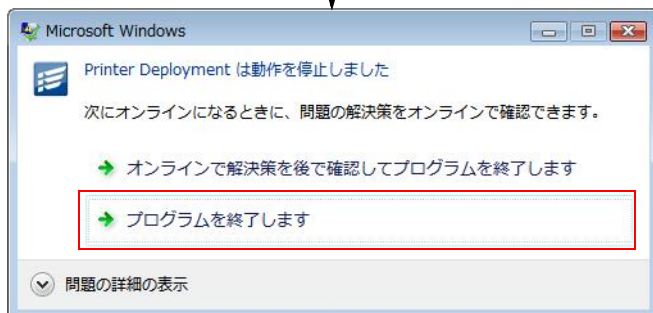 Microsoft Windows
Printer Deployment は動作を停止しました
次にオンラインになるときに、問題の解決策をオンラインで確認できます。
オンラインで解決策を後で確認してプログラムを終了します
プログラムを終了します
問題の詳細の表示